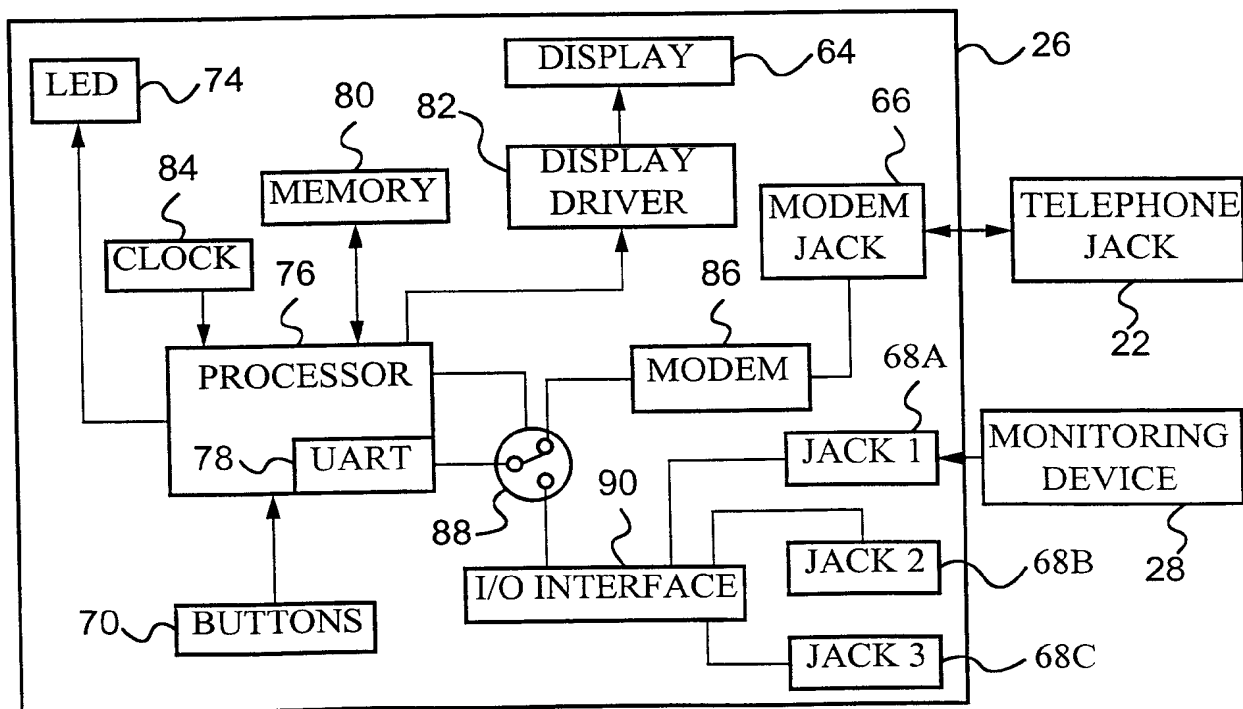 DISPLAY
64
26
LED
74
80
82
66
DISPLAY
DRIVER
84
MEMORY
MODEM
JACK
TELEPHONE
JACK
CLOCK
76
86
22
PROCESSOR
MODEM
68A
78
UART
JACK 1
MONITORING
DEVICE
88
90
JACK 2
68B
28
I/O INTERFACE
70
BUTTONS
JACK 3
68C